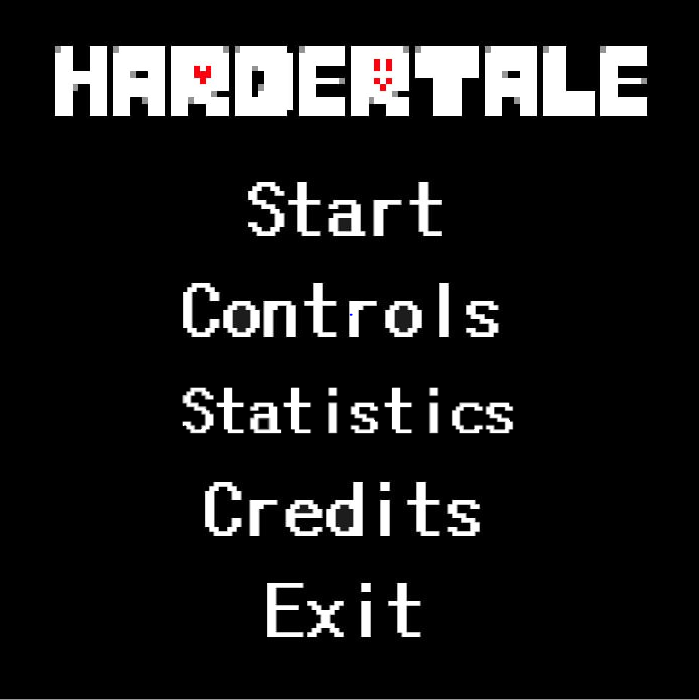 HARDERTALE
Start
Controls
Statistics
Credits
Exit